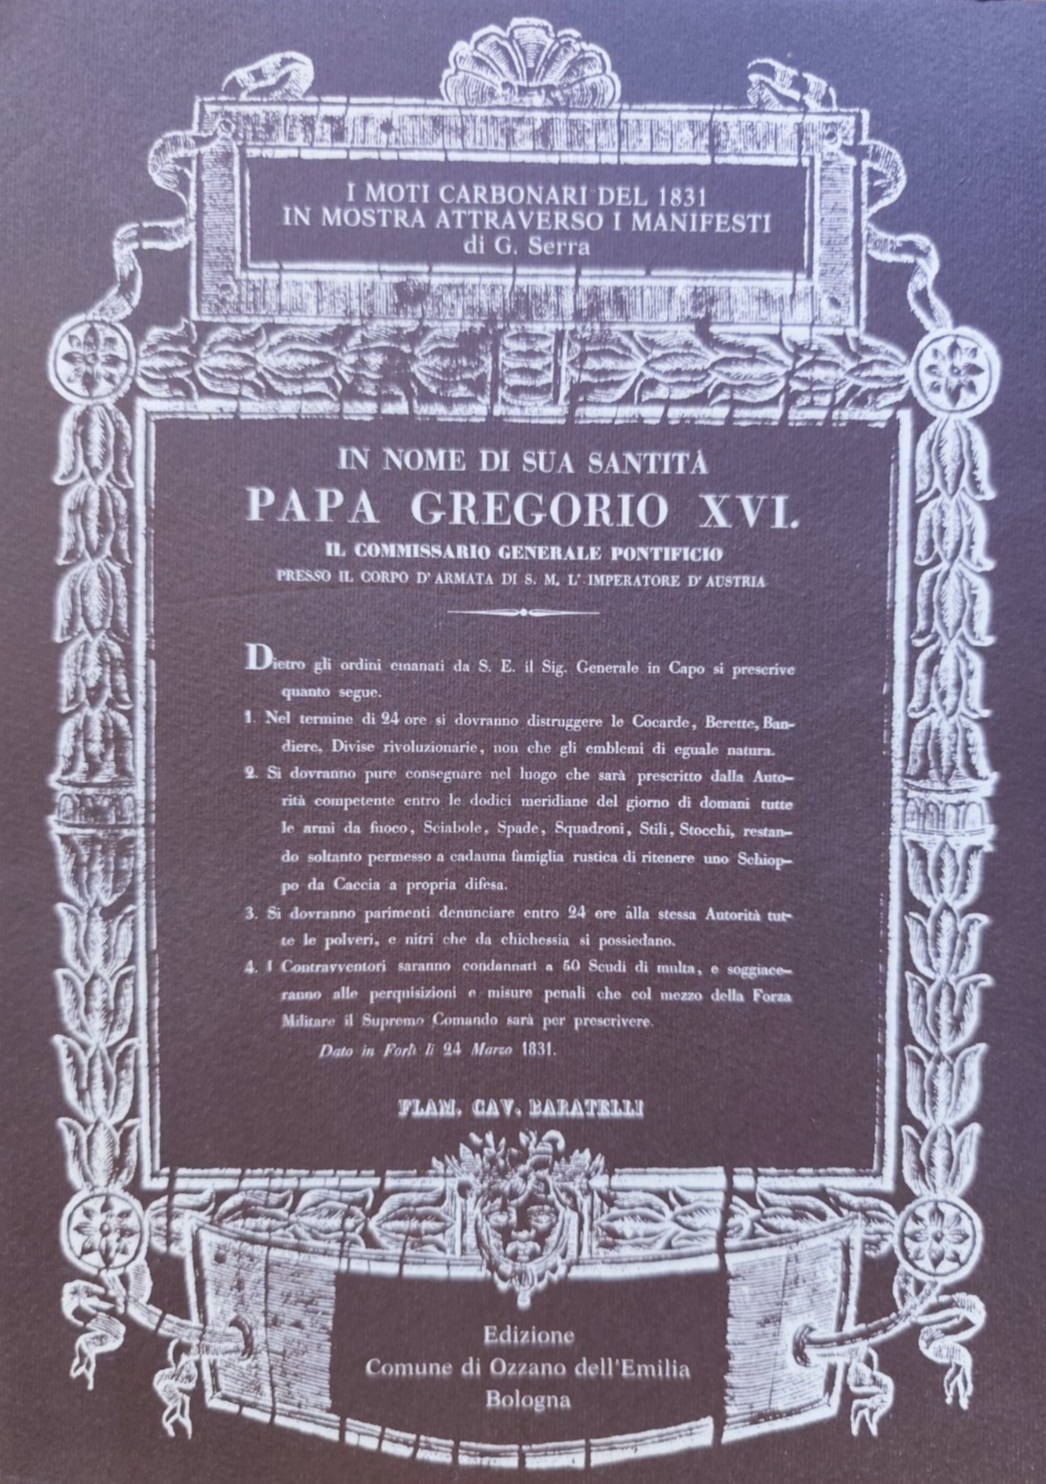 I MOTI CARBONARI DEL 1831
IN MOSTRA ATTRAVERSO I MANIFESTI
di G. Serra
IN NOME DI SUA SANTITÀ
PAPA GREGORIO XVI.
IL COMMISSARIO GENERALE PONTIFICIO
PRESSO IL CORPO D'ARMATA DI S. M. L' IMPERATORE D'AUSTRIA
Dietro gli ordini emanati da S. E. il Sig. Generale in Capo si prescrive
quanto segue.
1. Nel termine di 24 ore si dovranno distruggere le Cocarde, Berette, Ban-
diere, Divise rivoluzionarie, non che gli emblemi di eguale natura.
2. Si dovranno pure consegnare nel luogo che sarà prescritto dalla Auto-
rità competente entro le dodici meridiane del giorno di domani tutte
le armi da fuoco, Sciabole, Spade, Squadroni, Stili, Stocchi, restan-
do soltanto permesso a cadauna famiglia rustica di ritenere uno Schiop-
po da Caccia a propria difesa.
3. Si dovranno parimenti denunciare entro 24 ore alla stessa Autorità tut-
te le polveri, e nitri che da chichessia si possiedano.
4. I Contravventori saranno condannati a 50 Scudi di multa, e soggiace-
ranno alle perquisizioni e misure penali che col mezzo della Forza
Militare il Supremo Comando sarà per prescrivere.
Dato in Forlì li 24 Marzo 1831.
FLAM. CAV. BARATELLI
Edizione
Comune di Ozzano dell'Emilia
Bologna